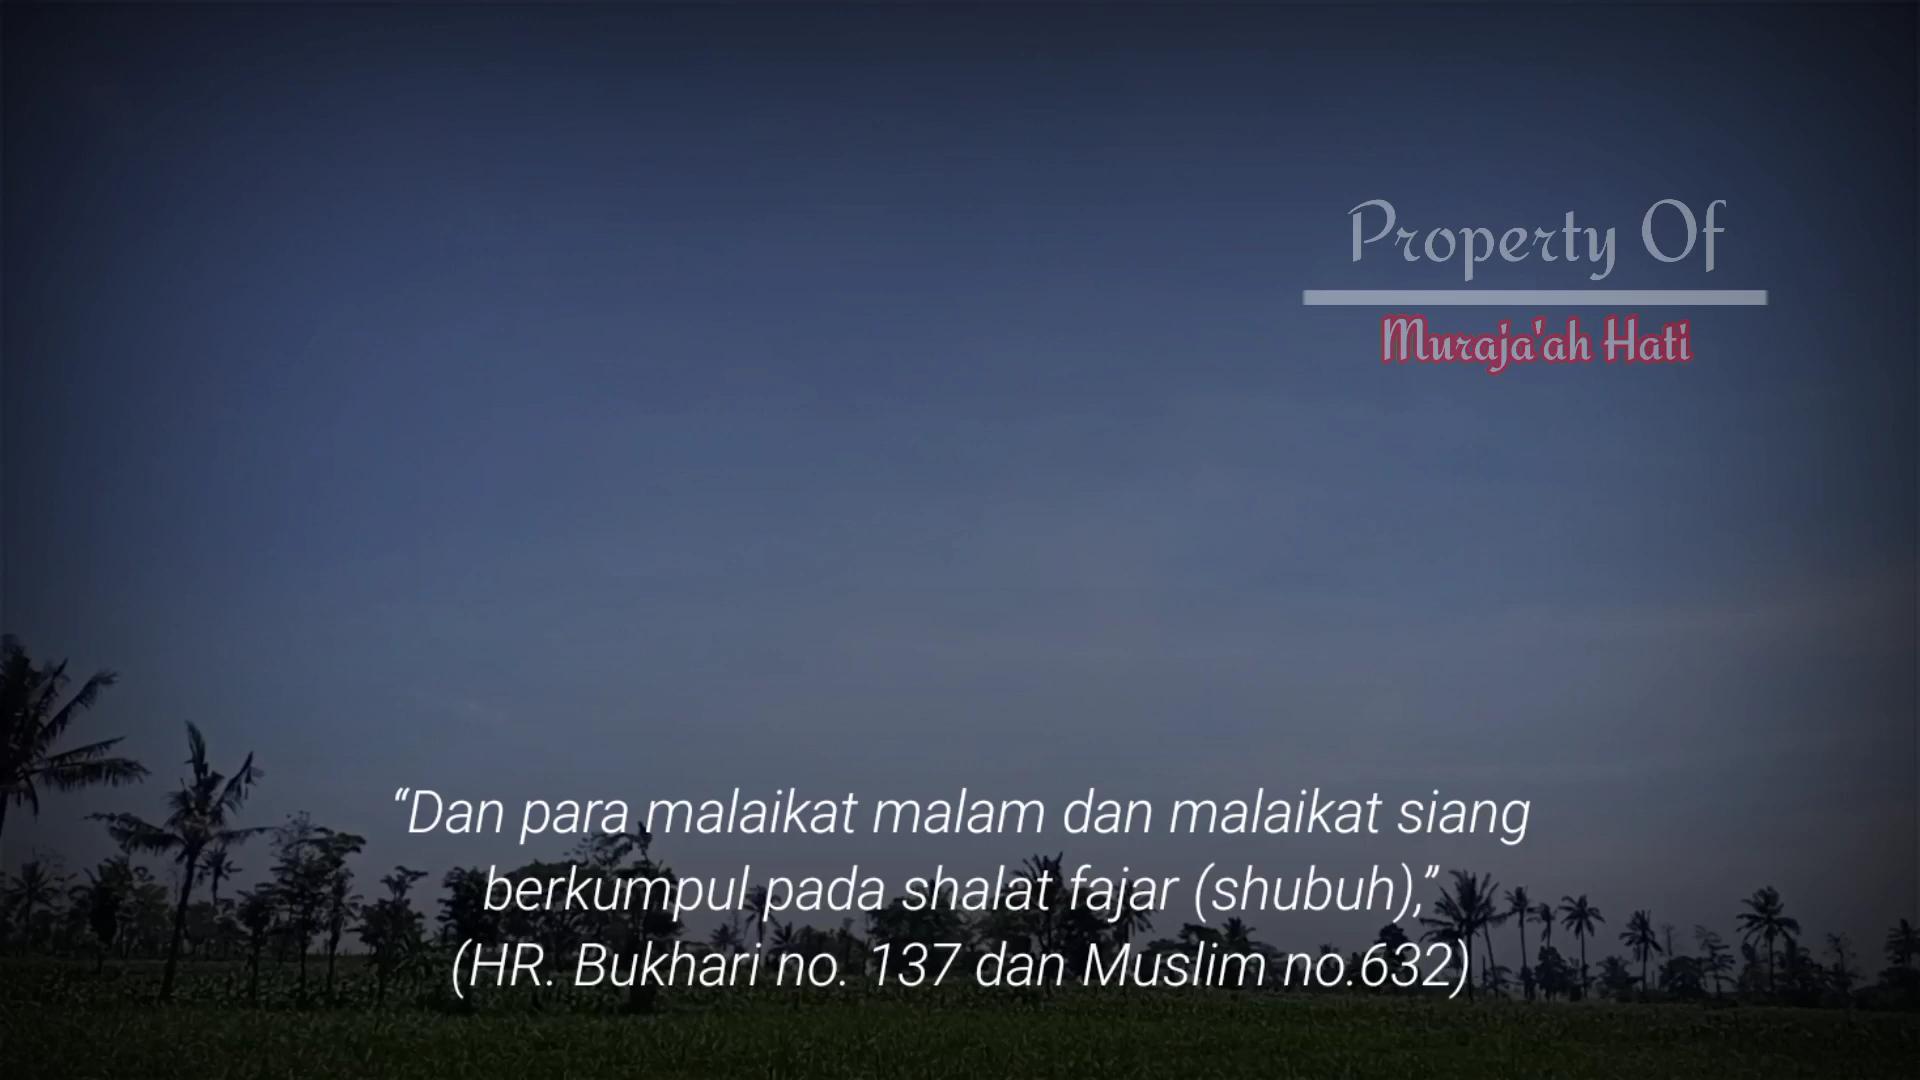 Property Of
Muraja'ah Hati
“Dan para malaikat malam dan malaikat siang
berkumpul pada shalat fajar (shubuh),”
(HR. Bukhari no. 137 dan Muslim no.632)